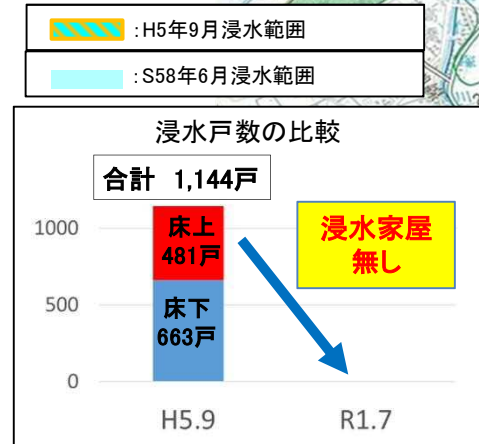 :H5年9月浸水範囲
:S58年6月浸水範囲
浸水戸数の比較
合計 1,144戸
1000
500
0
床上
481戸
床下
663戸
浸水家屋
無し
H5.9
R1.7